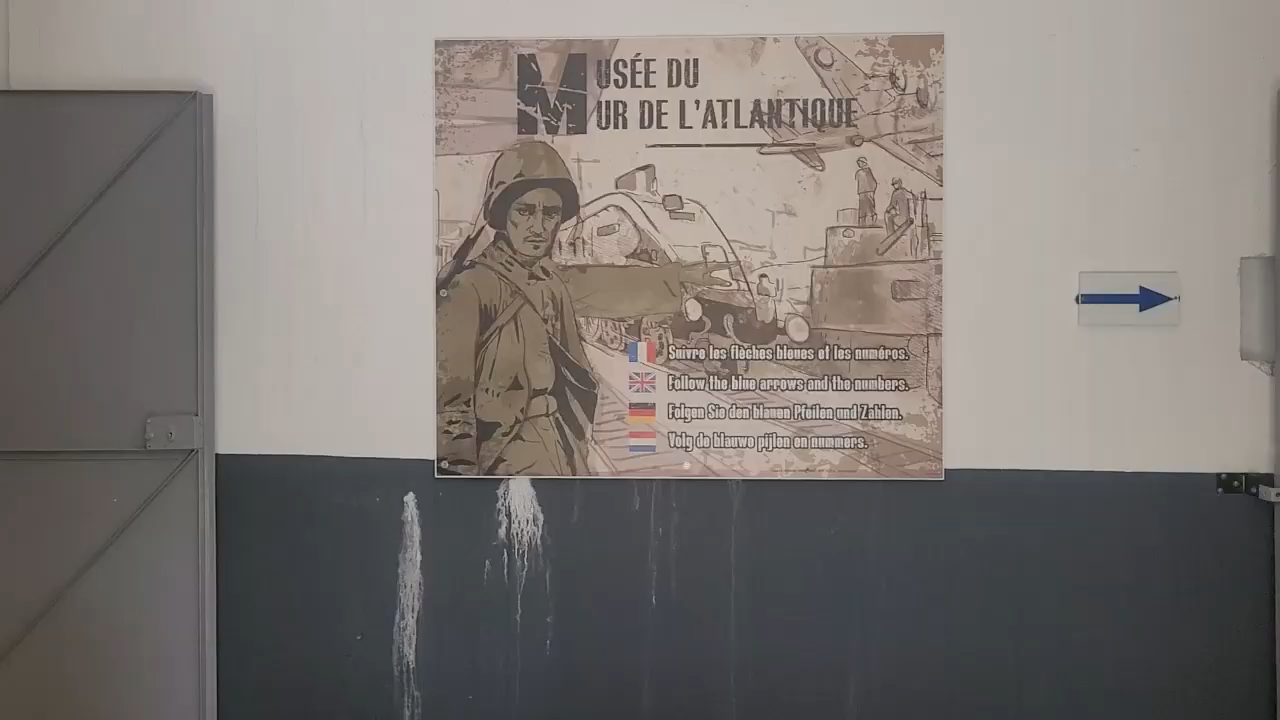 MUSÉE DU
MUR DE L'ATLANTIQUE
Suivre les flèches bleues et les numéros.
Follow the blue arrows and the numbers.
Folgen Sie den blauen Pfeilen und Zahlen.
Volg de blauwe pijlen en nummers.